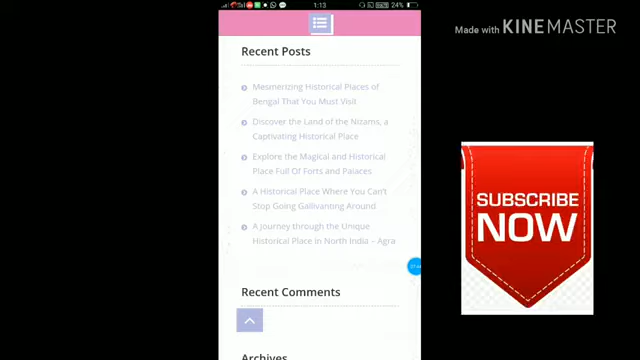 1:13
24%
Made with KINEMASTER
Recent Posts
Mesmerizing Historical Places of
Bengal That You Must Visit
Discover the Land of the Nizams, a
Captivating Historical Place
Explore the Magical and Historical
Place Full Of Forts and Palaces
A Historical Place Where You Can't
Stop Going Gallivanting Around
A Journey through the Unique
Historical Place in North India – Agra
Recent Comments
Archives
SUBSCRIBE
NOW